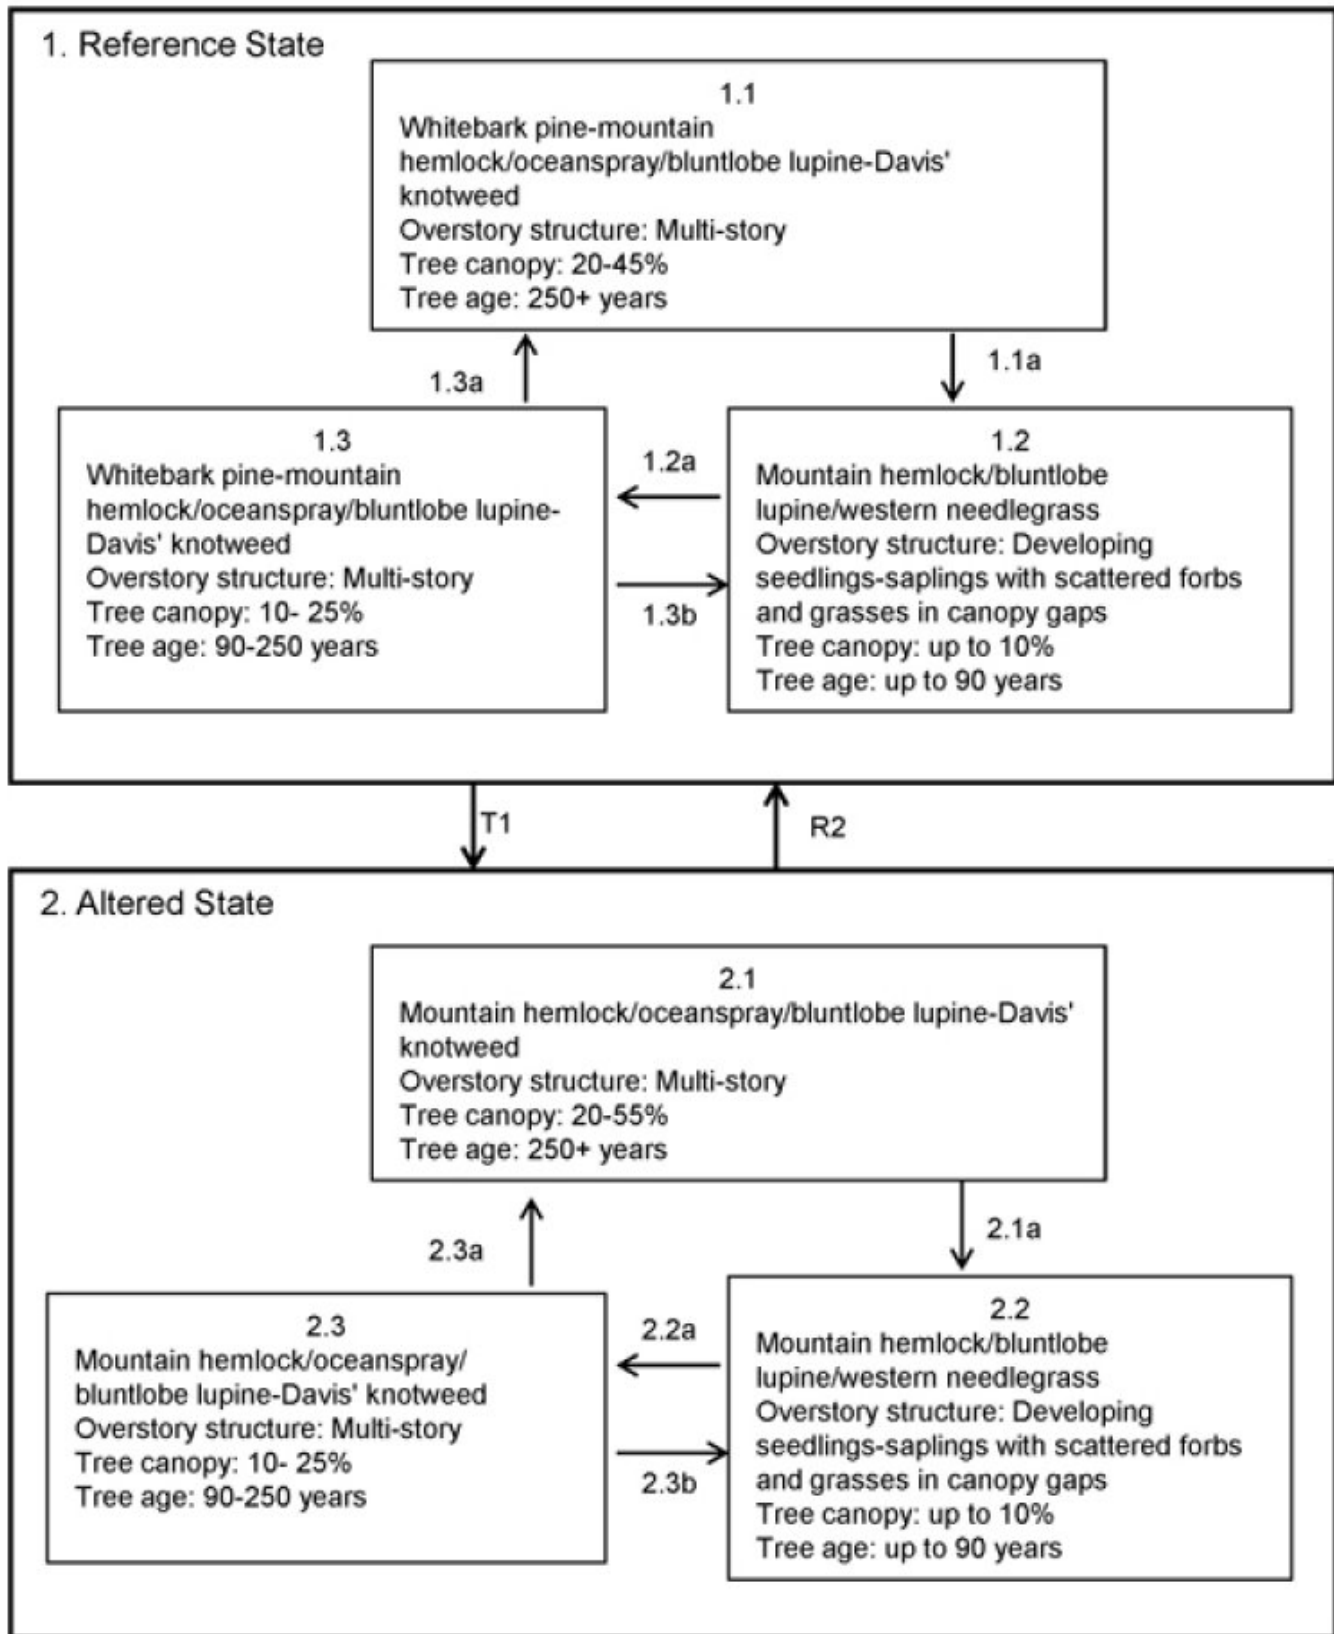 1. Reference State
1.1
Whitebark pine-mountain
hemlock/oceanspray/bluntlobe lupine-Davis'
knotweed
Overstory structure: Multi-story
Tree canopy: 20-45%
Tree age: 250+ years
1.3a
1.1a
1.3
Whitebark pine-mountain
hemlock/oceanspray/bluntlobe lupine-
Davis' knotweed
Overstory structure: Multi-story
Tree canopy: 10- 25%
Tree age: 90-250 years
1.2a
1.3b
1.2
Mountain hemlock/bluntlobe
lupine/western needlegrass
Overstory structure: Developing
seedlings-saplings with scattered forbs
and grasses in canopy gaps
Tree canopy: up to 10%
Tree age: up to 90 years
T1
R2
2. Altered State
2.1
Mountain hemlock/oceanspray/bluntlobe lupine-Davis'
knotweed
Overstory structure: Multi-story
Tree canopy: 20-55%
Tree age: 250+ years
2.3a
2.1a
2.3
Mountain hemlock/oceanspray/
bluntlobe lupine-Davis' knotweed
Overstory structure: Multi-story
Tree canopy: 10- 25%
Tree age: 90-250 years
2.2a
2.3b
2.2
Mountain hemlock/bluntlobe
lupine/western needlegrass
Overstory structure: Developing
seedlings-saplings with scattered forbs
and grasses in canopy gaps
Tree canopy: up to 10%
Tree age: up to 90 years